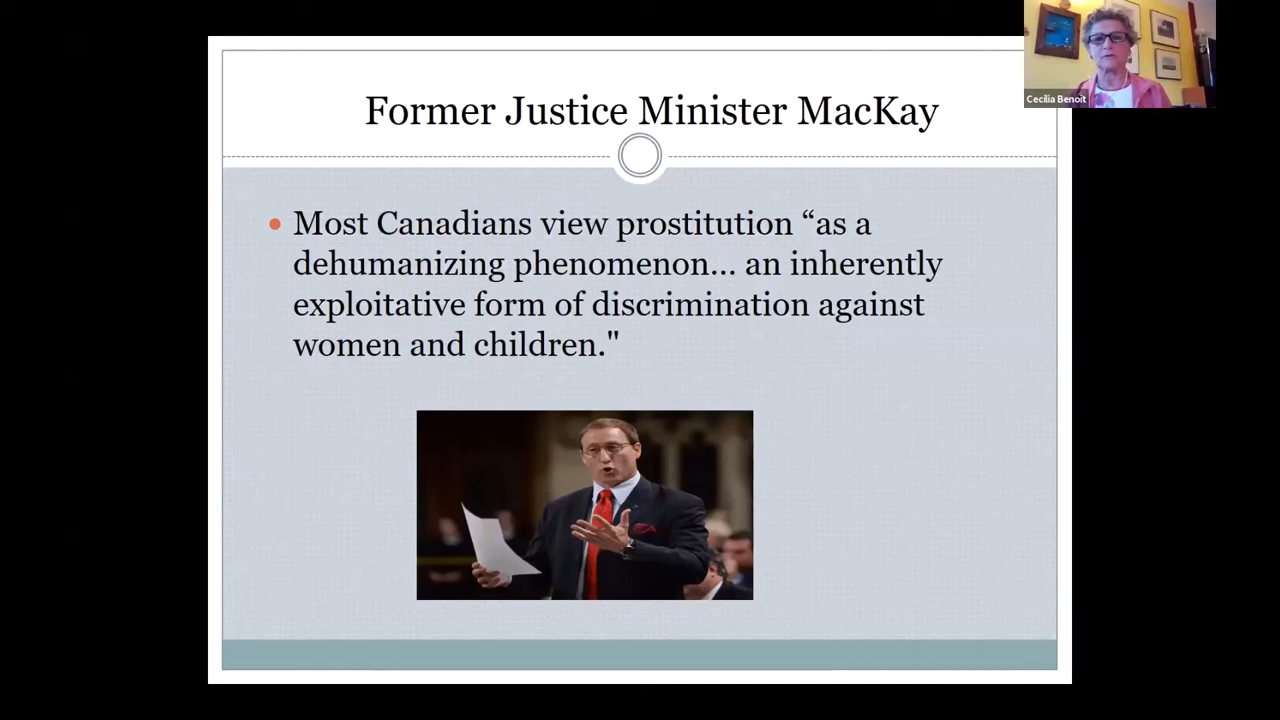 Former Justice Minister MacKay
Cecilia Benoit
• Most Canadians view prostitution “as a
dehumanizing phenomenon... an inherently
exploitative form of discrimination against
women and children."